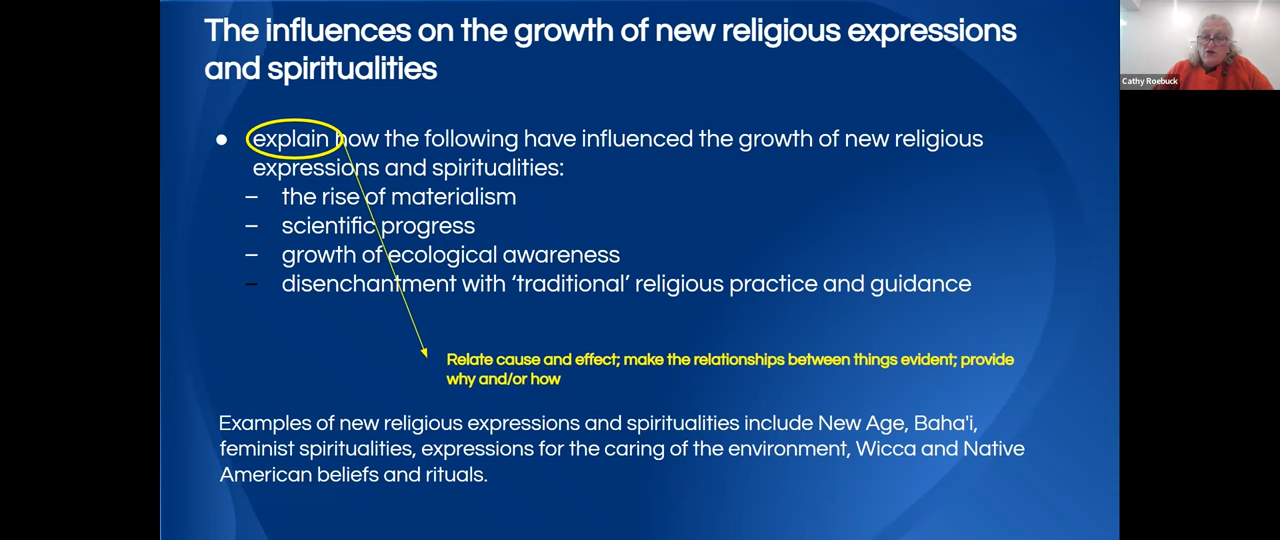 The influences on the growth of new religious expressions
and spiritualities
Cathy Roebuck
● explain how the following have influenced the growth of new religious
expressions and spiritualities:
– the rise of materialism
– scientific progress
– growth of ecological awareness
– disenchantment with ‘traditional’ religious practice and guidance
Relate cause and effect; make the relationships between things evident; provide
why and/or how
Examples of new religious expressions and spiritualities include New Age, Baha'i,
feminist spiritualities, expressions for the caring of the environment, Wicca and Native
American beliefs and rituals.